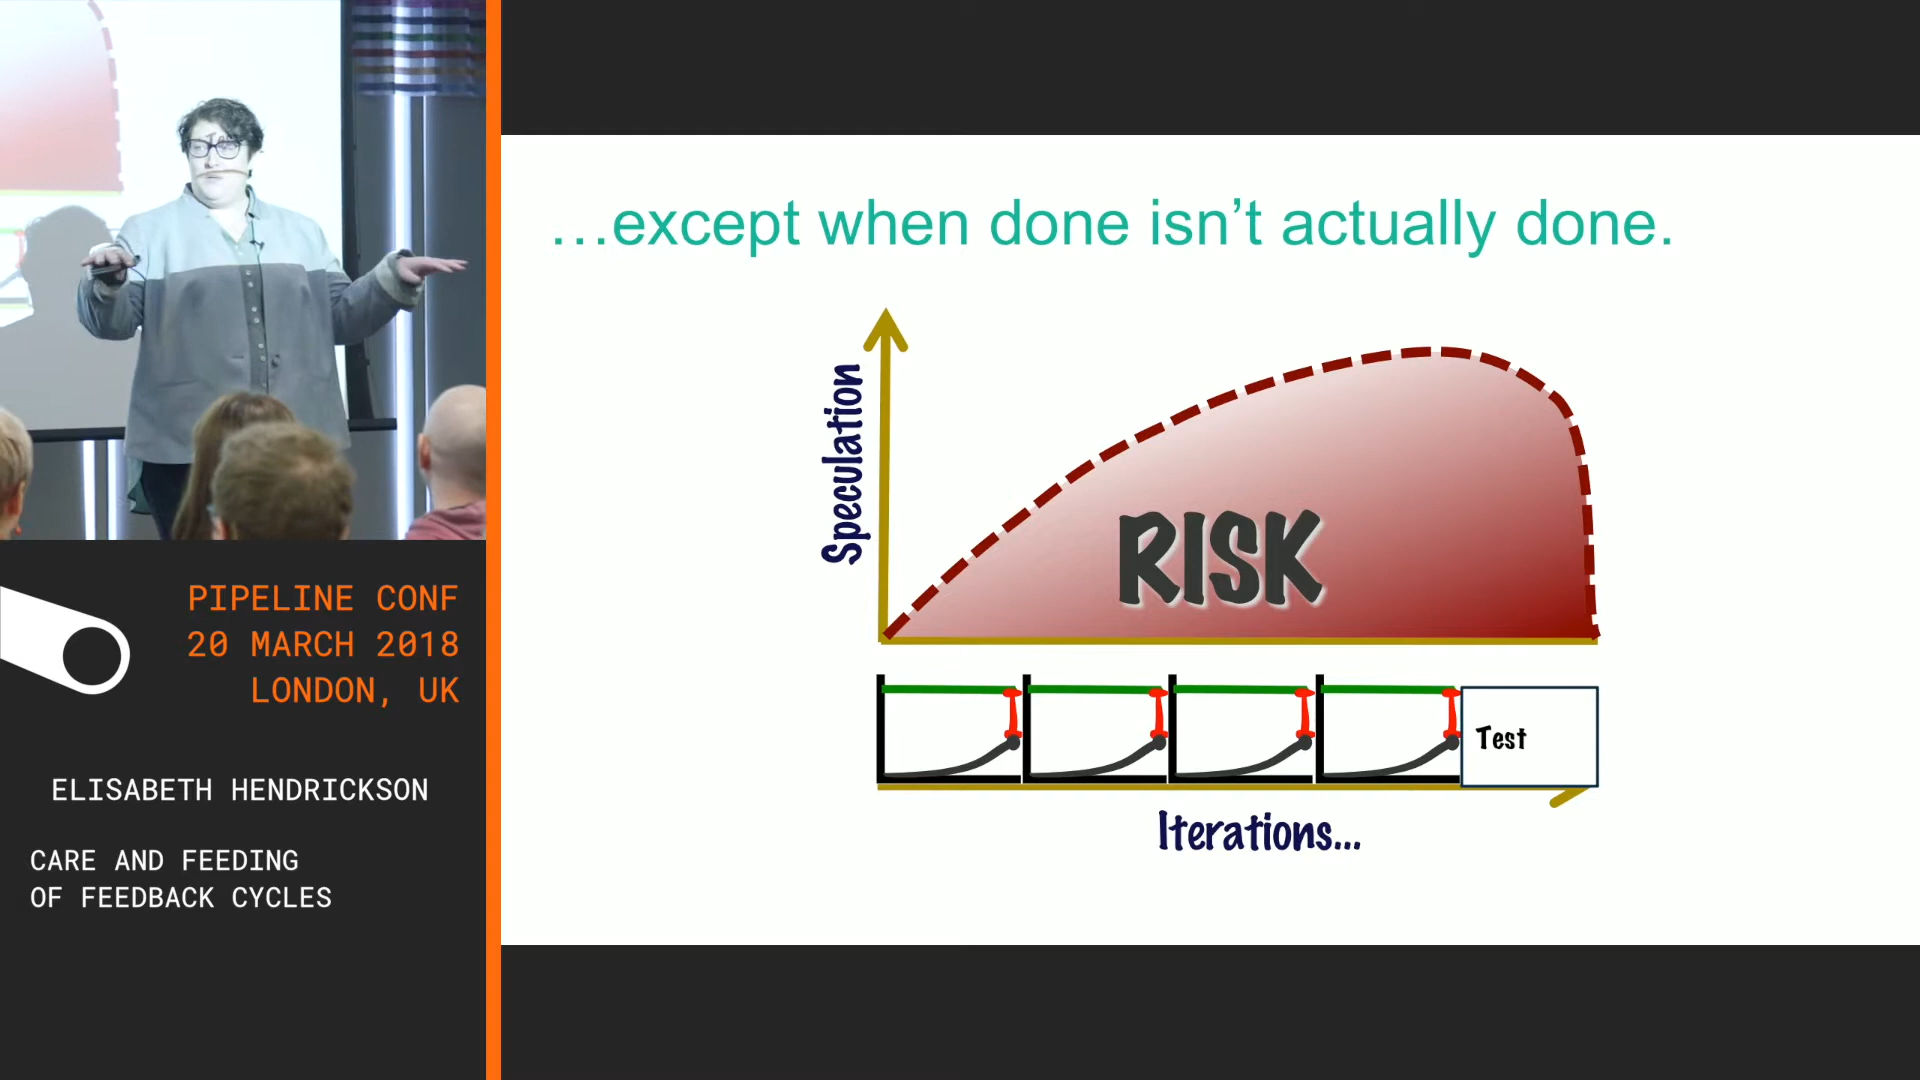 PIPELINE CONF
20 MARCH 2018
LONDON, UK
ELISABETH HENDRICKSON
CARE AND FEEDING
OF FEEDBACK CYCLES
…except when done isn’t actually done.
Speculation
RISK
Test
Iterations...